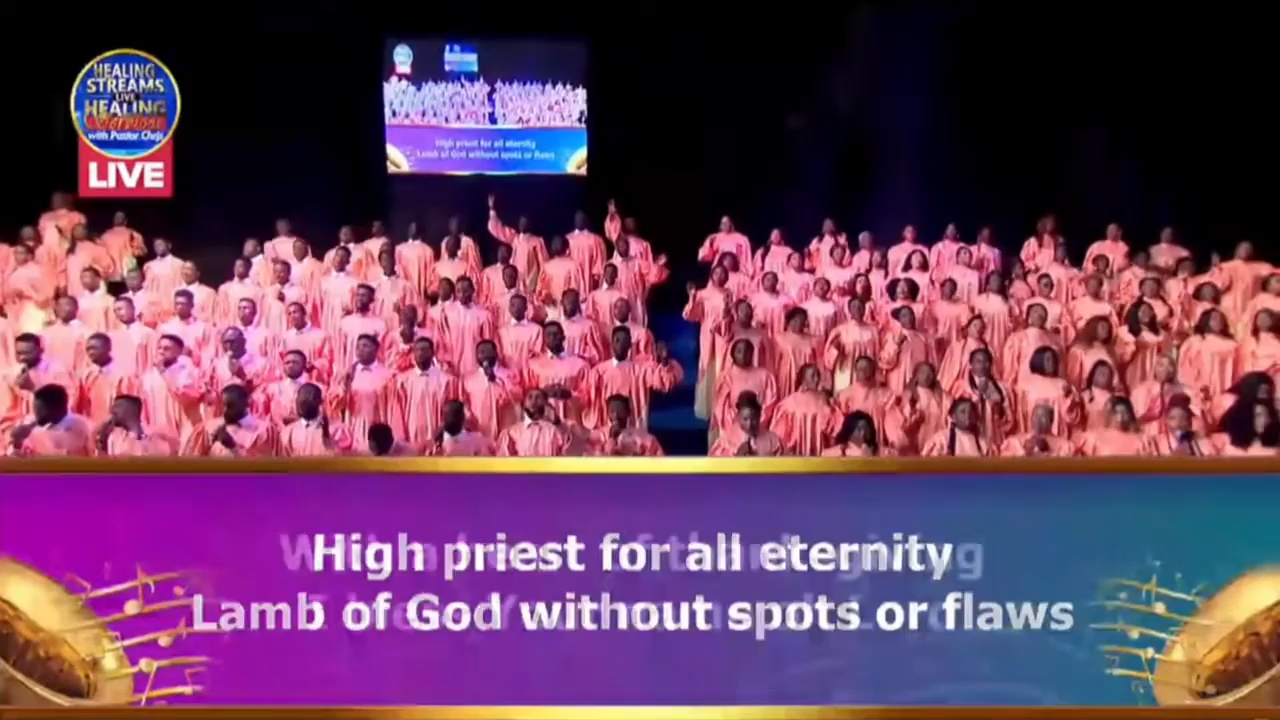 HEALING
STREAMS
LIVE
HEALING
with Pastor Chris
LIVE
High priest for all eternity
Lamb of God without spots or flaws
High priest for all eternity
Lamb of God without spots or flaws